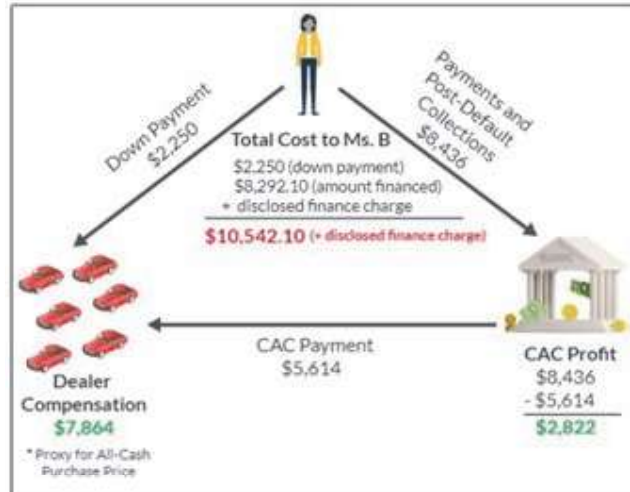 Down Payment
$2,250
Payments and
Post-Default
Collections
$8,436
Total Cost to Ms. B
$2,250 (down payment)
$8,292.10 (amount financed)
+ disclosed finance charge
$10,542.10 (+ disclosed finance charge)
CAC Payment
$5,614
Dealer
Compensation
$7,864
* Proxy for All-Cash
Purchase Price
CAC Profit
$8,436
- $5,614
$2,822